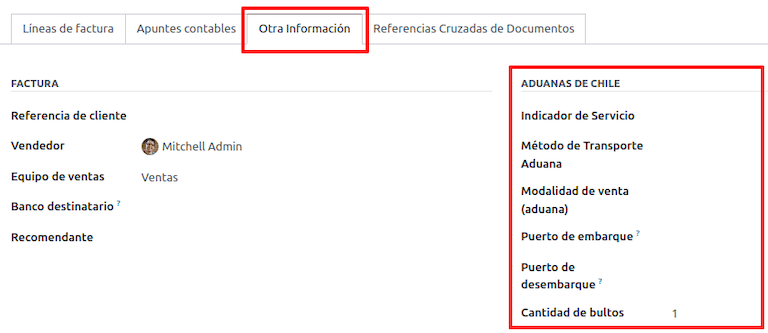 Líneas de factura
Apuntes contables
Otra Información
Referencias Cruzadas de Documentos
FACTURA
Referencia de cliente
Vendedor
Mitchell Admin
Equipo de ventas
Ventas
Banco destinatario ?
Recomendante
ADUANAS DE CHILE
Indicador de Servicio
Método de Transporte
Aduana
Modalidad de venta
(aduana)
Puerto de embarque ?
Puerto de
desembarque ?
Cantidad de bultos
1